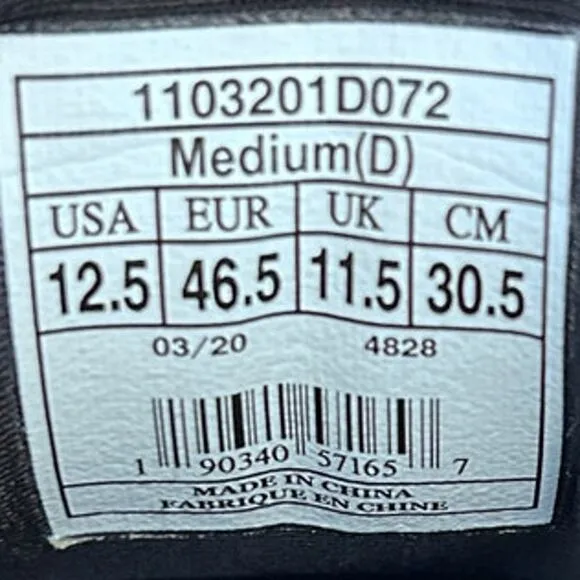 1103201D072
Medium(D)
USA EUR UK CM
12.5 46.5 11.5 30.5
03/20 4828
1 90340 57165 7
MADE IN CHINA
FABRIQUE EN CHINE